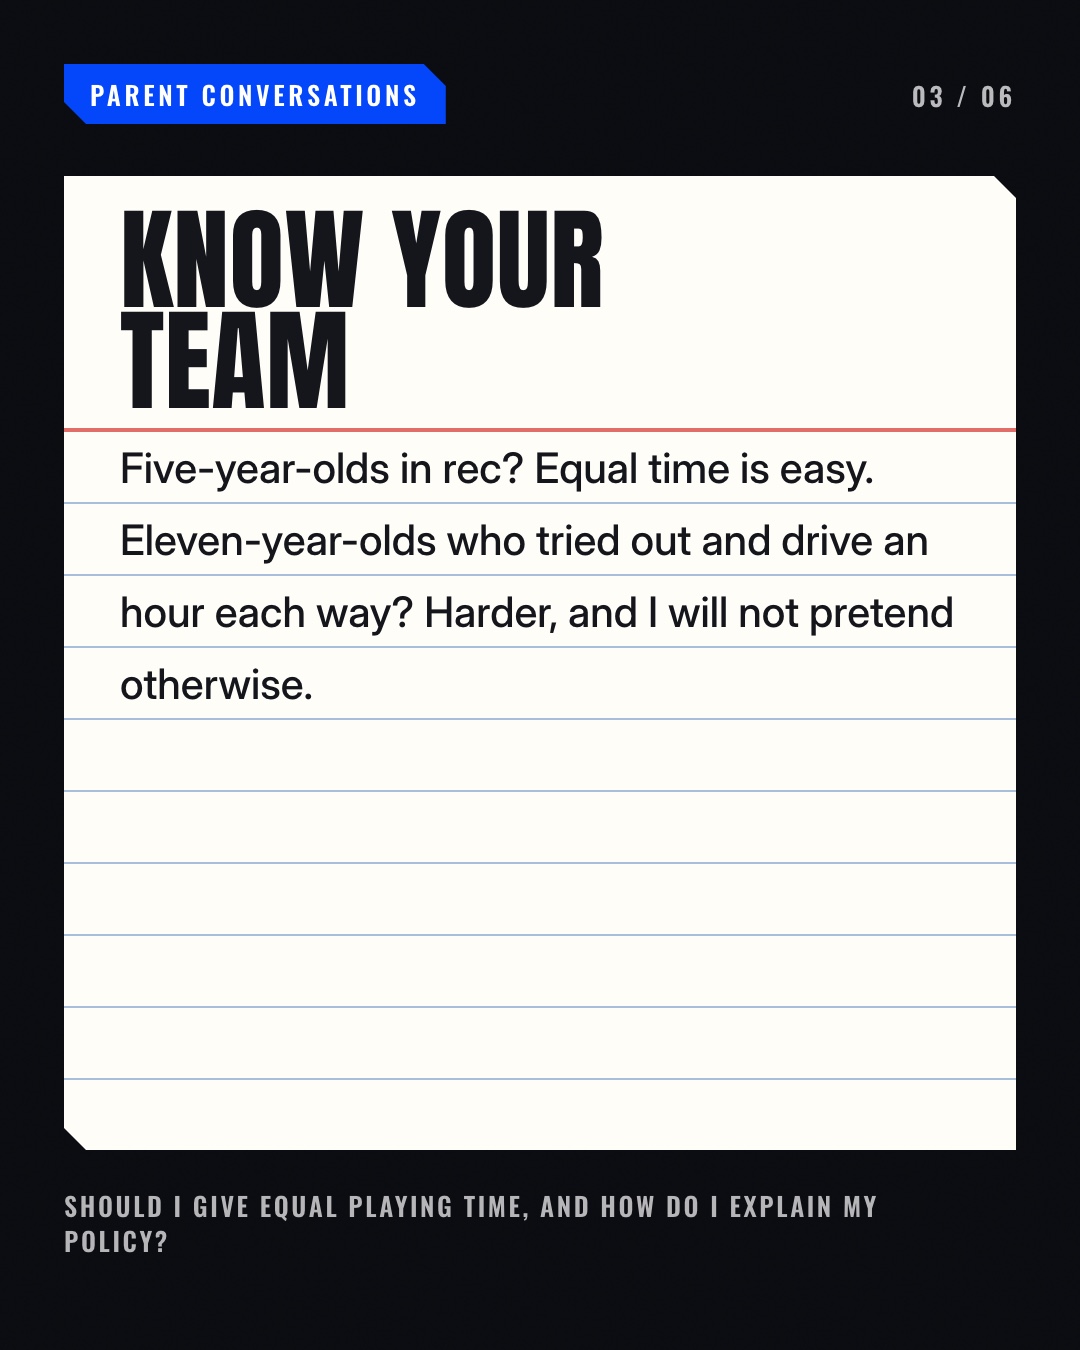 PARENT CONVERSATIONS
03 / 06
KNOW YOUR
TEAM
Five-year-olds in rec? Equal time is easy.
Eleven-year-olds who tried out and drive an
hour each way? Harder, and I will not pretend
otherwise.
SHOULD I GIVE EQUAL PLAYING TIME, AND HOW DO I EXPLAIN MY
POLICY?